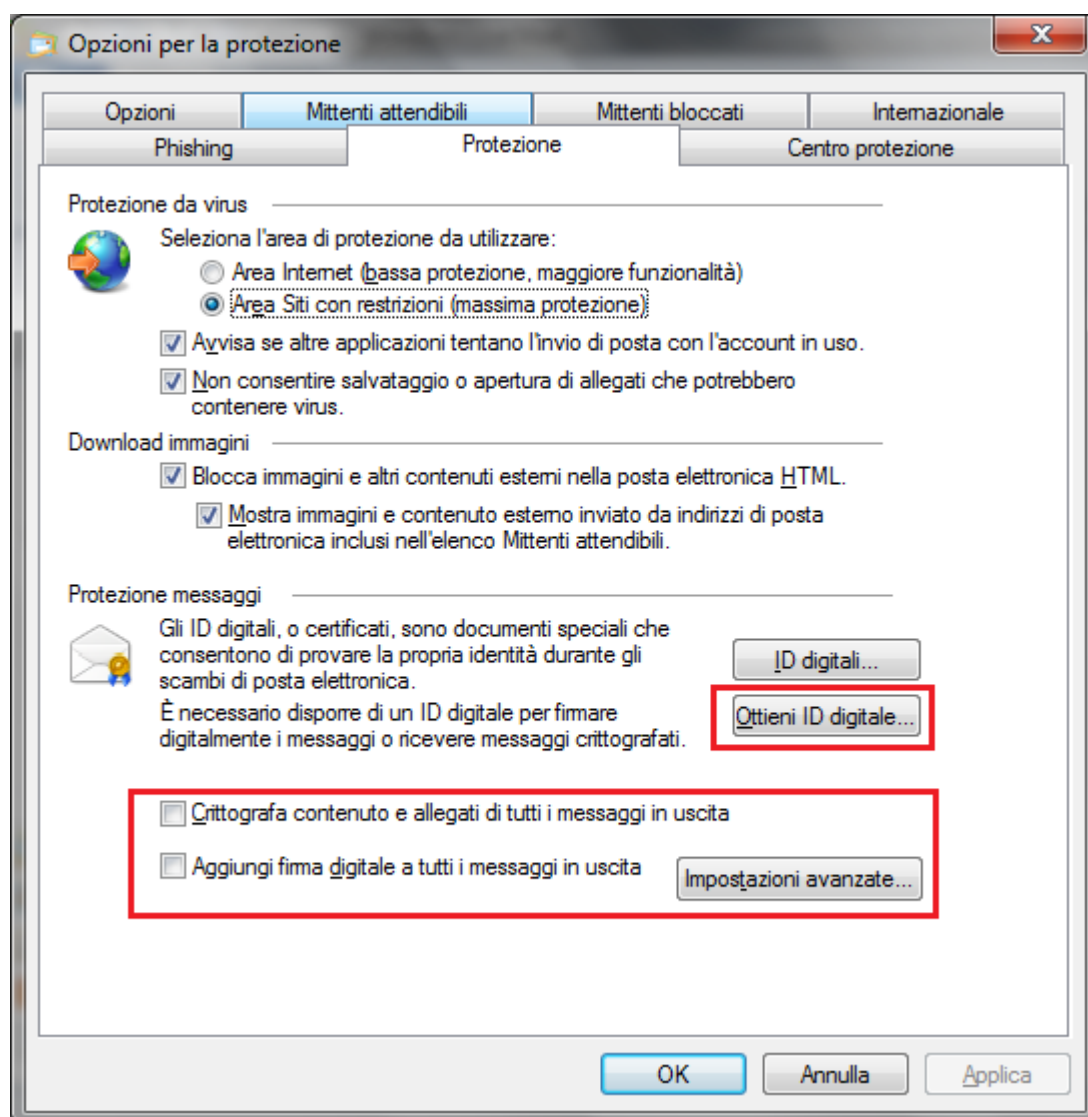 Opzioni per la protezione
x
Opzioni
Mittenti attendibili
Mittenti bloccati
Internazionale
Phishing
Protezione
Centro protezione
Protezione da virus
Seleziona l'area di protezione da utilizzare:
Area Internet (bassa protezione, maggiore funzionalità)
Area Siti con restrizioni (massima protezione)
Avvisa se altre applicazioni tentano l'invio di posta con l'account in uso.
Non consentire salvataggio o apertura di allegati che potrebbero
contenere virus.
Download immagini
Blocca immagini e altri contenuti esterni nella posta elettronica HTML.
Mostra immagini e contenuto esterno inviato da indirizzi di posta
elettronica inclusi nell'elenco Mittenti attendibili.
Protezione messaggi
Gli ID digitali, o certificati, sono documenti speciali che
consentono di provare la propria identità durante gli
scambi di posta elettronica.
ID digitali...
È necessario disporre di un ID digitale per firmare
digitalmente i messaggi o ricevere messaggi crittografati.
Ottieni ID digitale...
Crittografa contenuto e allegati di tutti i messaggi in uscita
Aggiungi firma digitale a tutti i messaggi in uscita
Impostazioni avanzate...
OK
Annulla
Applica